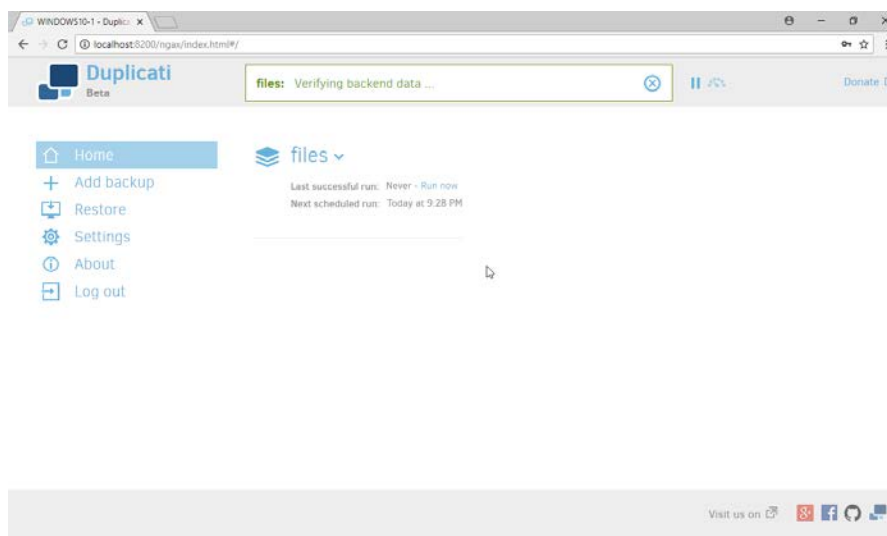 WINDOWS10-1 - Duplic
localhost:8200/ngax/index.html#/
Duplicati
Beta
files: Verifying backend data ...
Donate
Home
Add backup
Restore
Settings
About
Log out
files
Last successful run: Never - Run now
Next scheduled run: Today at 9:28 PM
Visit us on